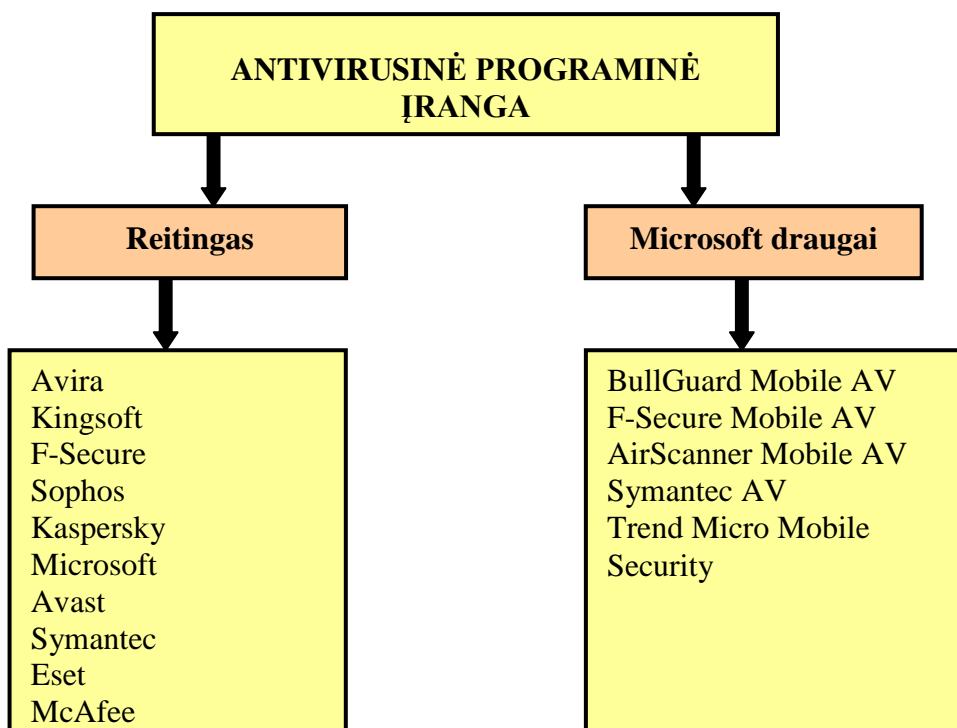 ANTIVIRUSINĖ PROGRAMINĖ
ĮRANGA
Reitingas
Microsoft draugai
Avira
Kingsoft
F-Secure
Sophos
Kaspersky
Microsoft
Avast
Symantec
Eset
McAfee
BullGuard Mobile AV
F-Secure Mobile AV
AirScanner Mobile AV
Symantec AV
Trend Micro Mobile
Security